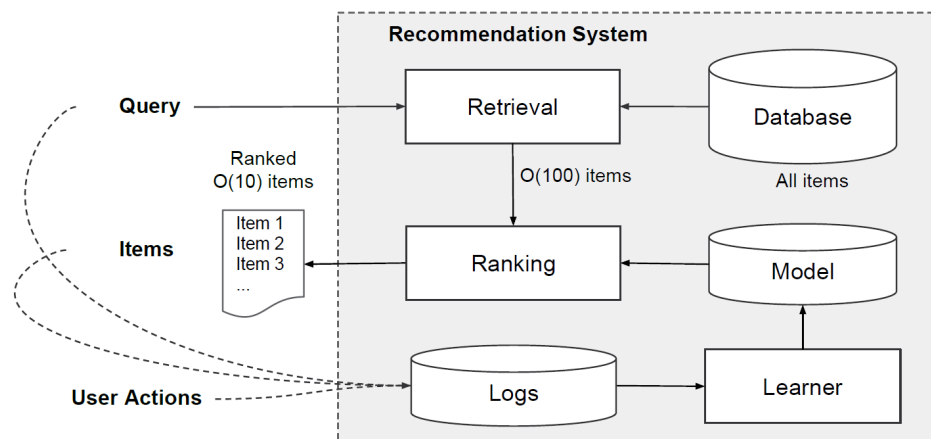 Recommendation System
Query
Retrieval
Database
Ranked
O(10) items
O(100) items
All items
Items
Item 1
Item 2
Item 3
...
Ranking
Model
User Actions
Logs
Learner